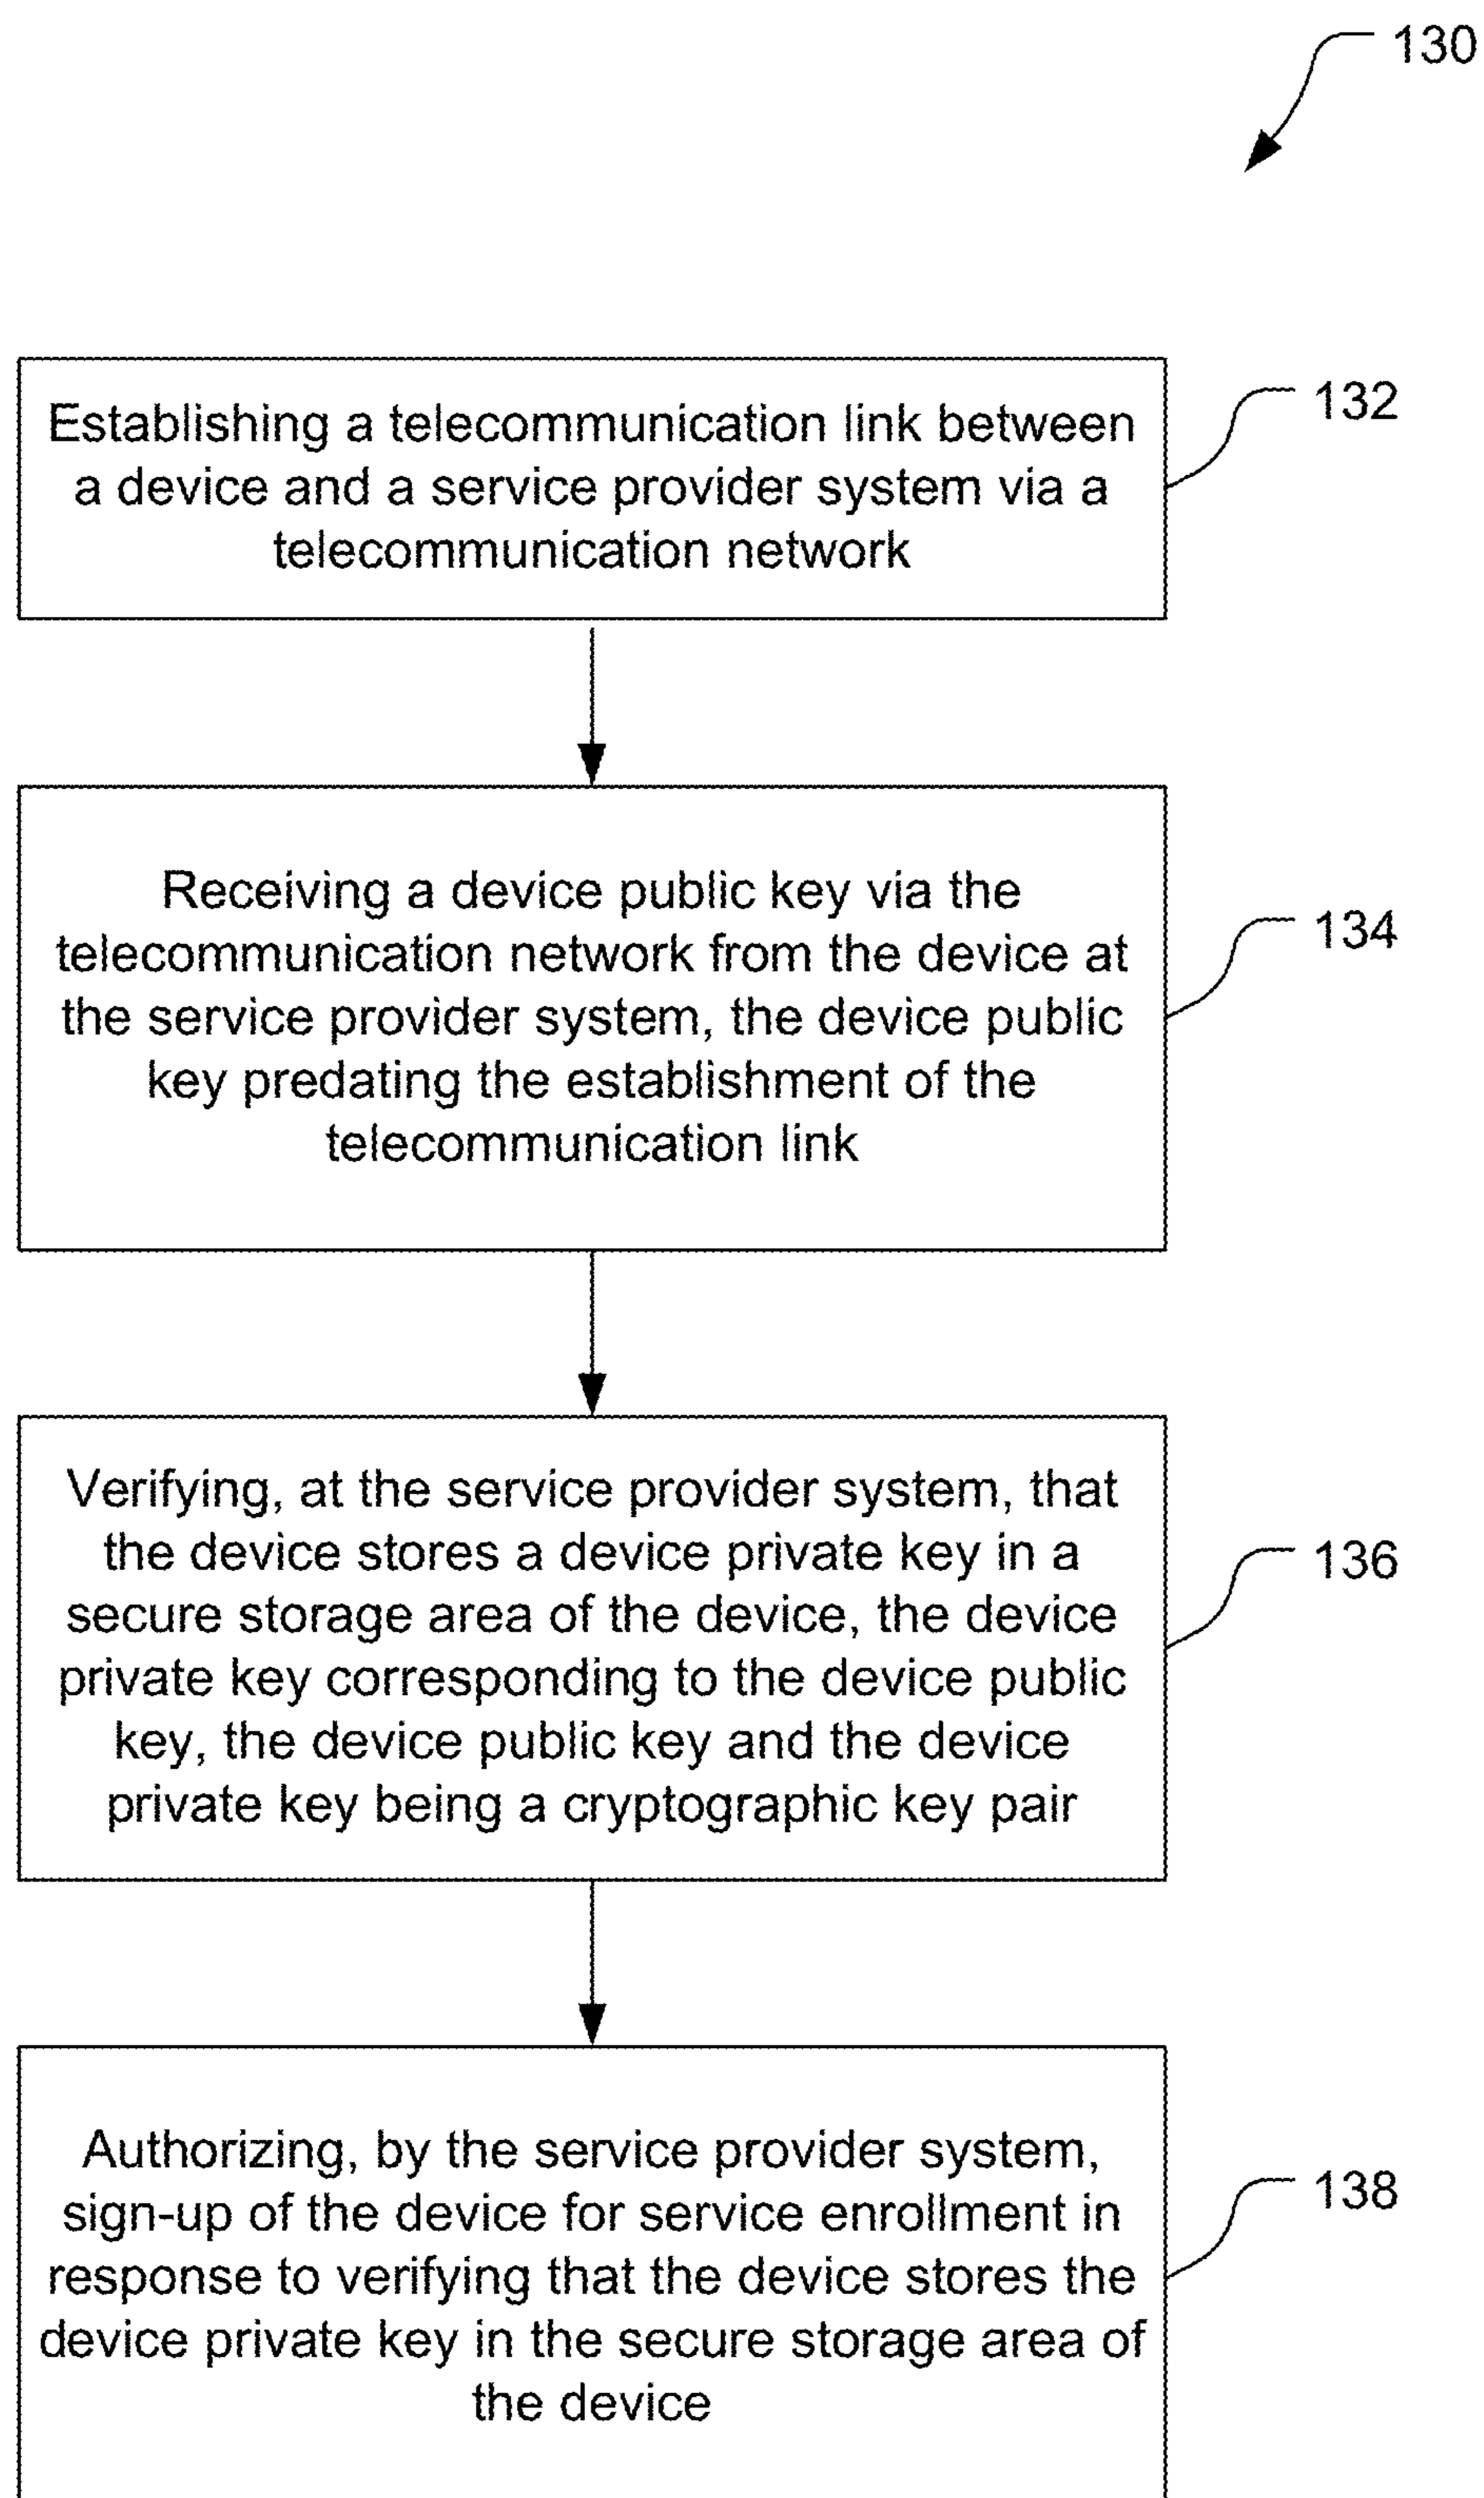 130
Establishing a telecommunication link between
a device and a service provider system via a
telecommunication network
132
Receiving a device public key via the
telecommunication network from the device at
the service provider system, the device public
key predating the establishment of the
telecommunication link
134
Verifying, at the service provider system, that
the device stores a device private key in a
secure storage area of the device, the device
private key corresponding to the device public
key, the device public key and the device
private key being a cryptographic key pair
136
Authorizing, by the service provider system,
sign-up of the device for service enrollment in
response to verifying that the device stores the
device private key in the secure storage area of
the device
138